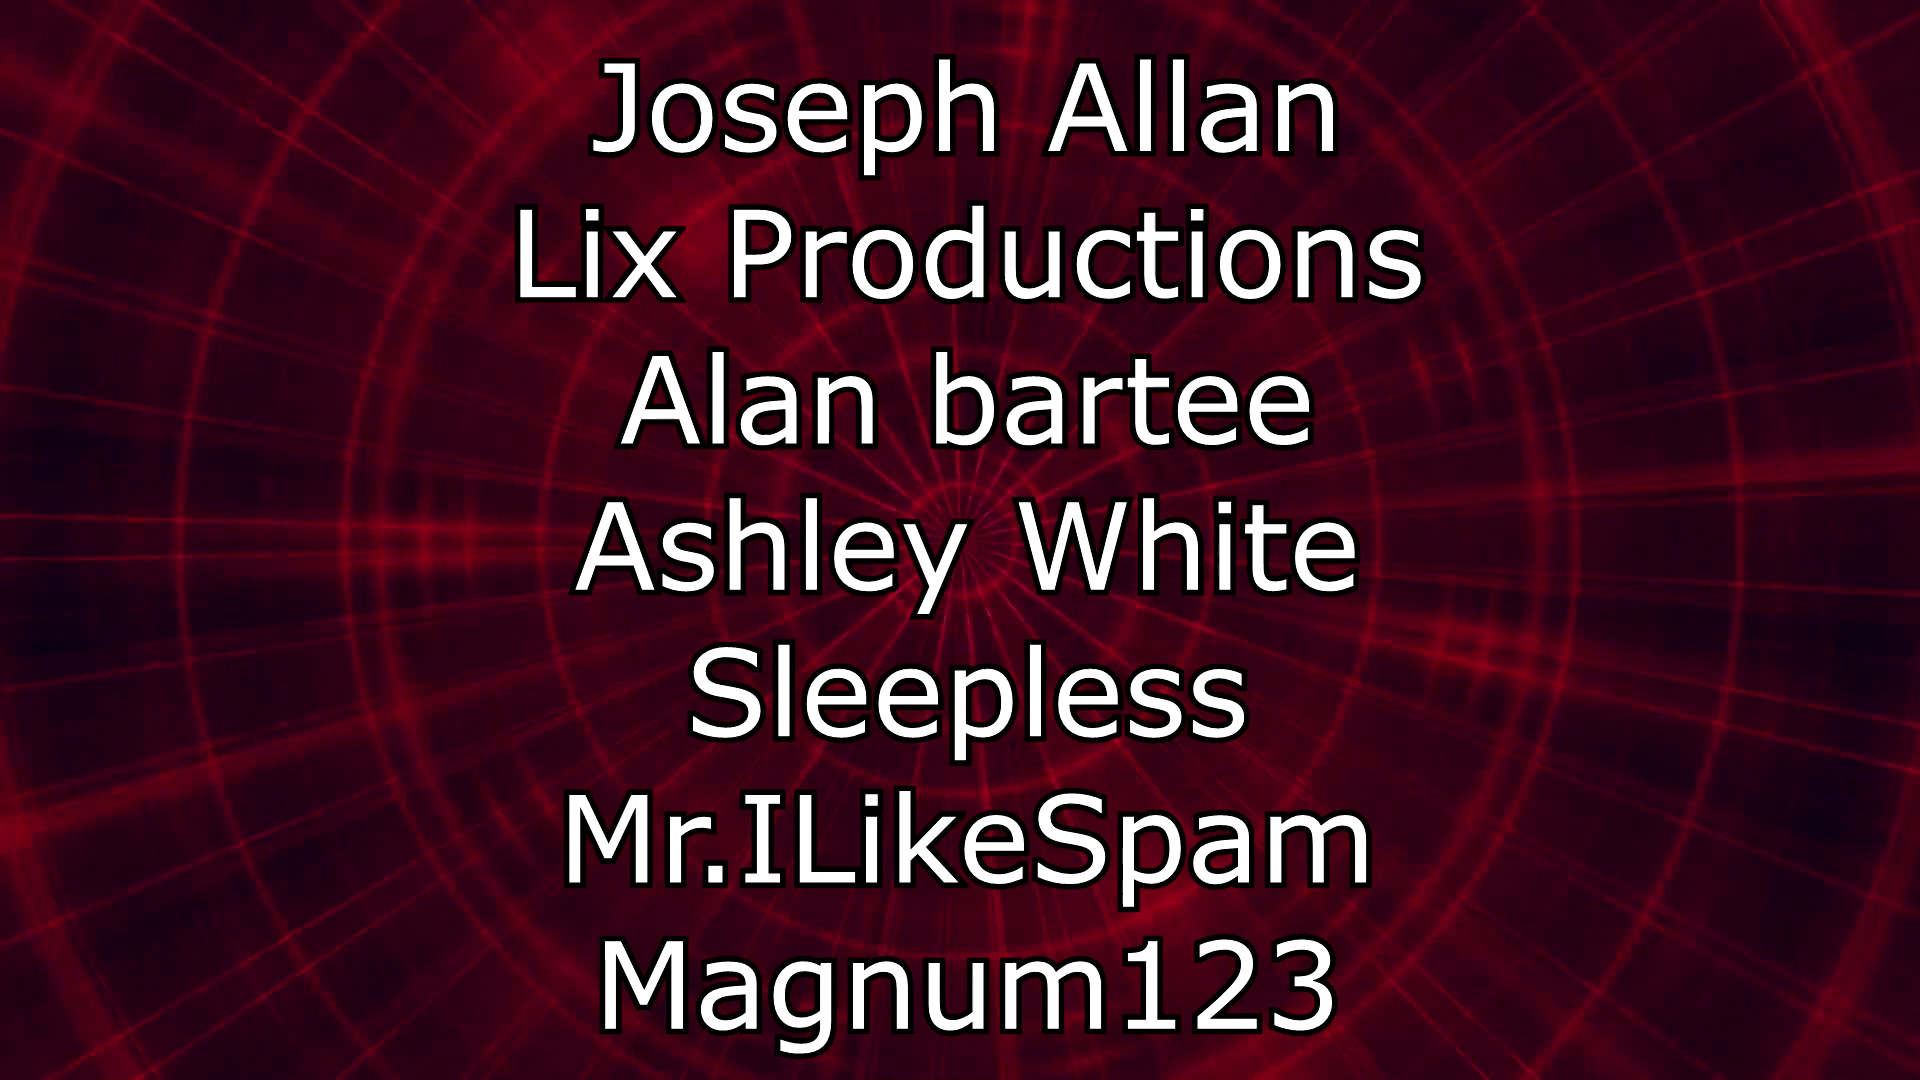 Joseph Allan
Lix Productions
Alan bartee
Ashley White
Sleepless
Mr.ILikeSpam
Magnum123